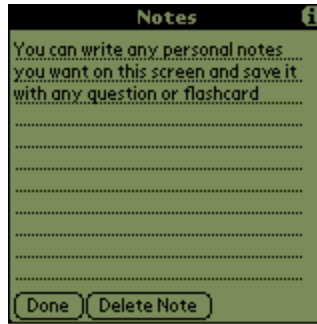 Notes
You can write any personal notes
you want on this screen and save it
with any question or flashcard
Done
Delete Note